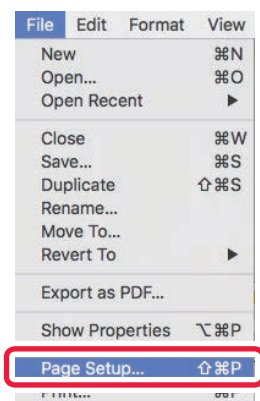 File Edit Format View
New ⌘N
Open... ⌘O
Open Recent ▶
Close ⌘W
Save... ⌘S
Duplicate ⇧⌘S
Rename...
Move To...
Revert To ▶
Export as PDF...
Show Properties ⌥⌘P
Page Setup... ⇧⌘P
Print... ⌘P